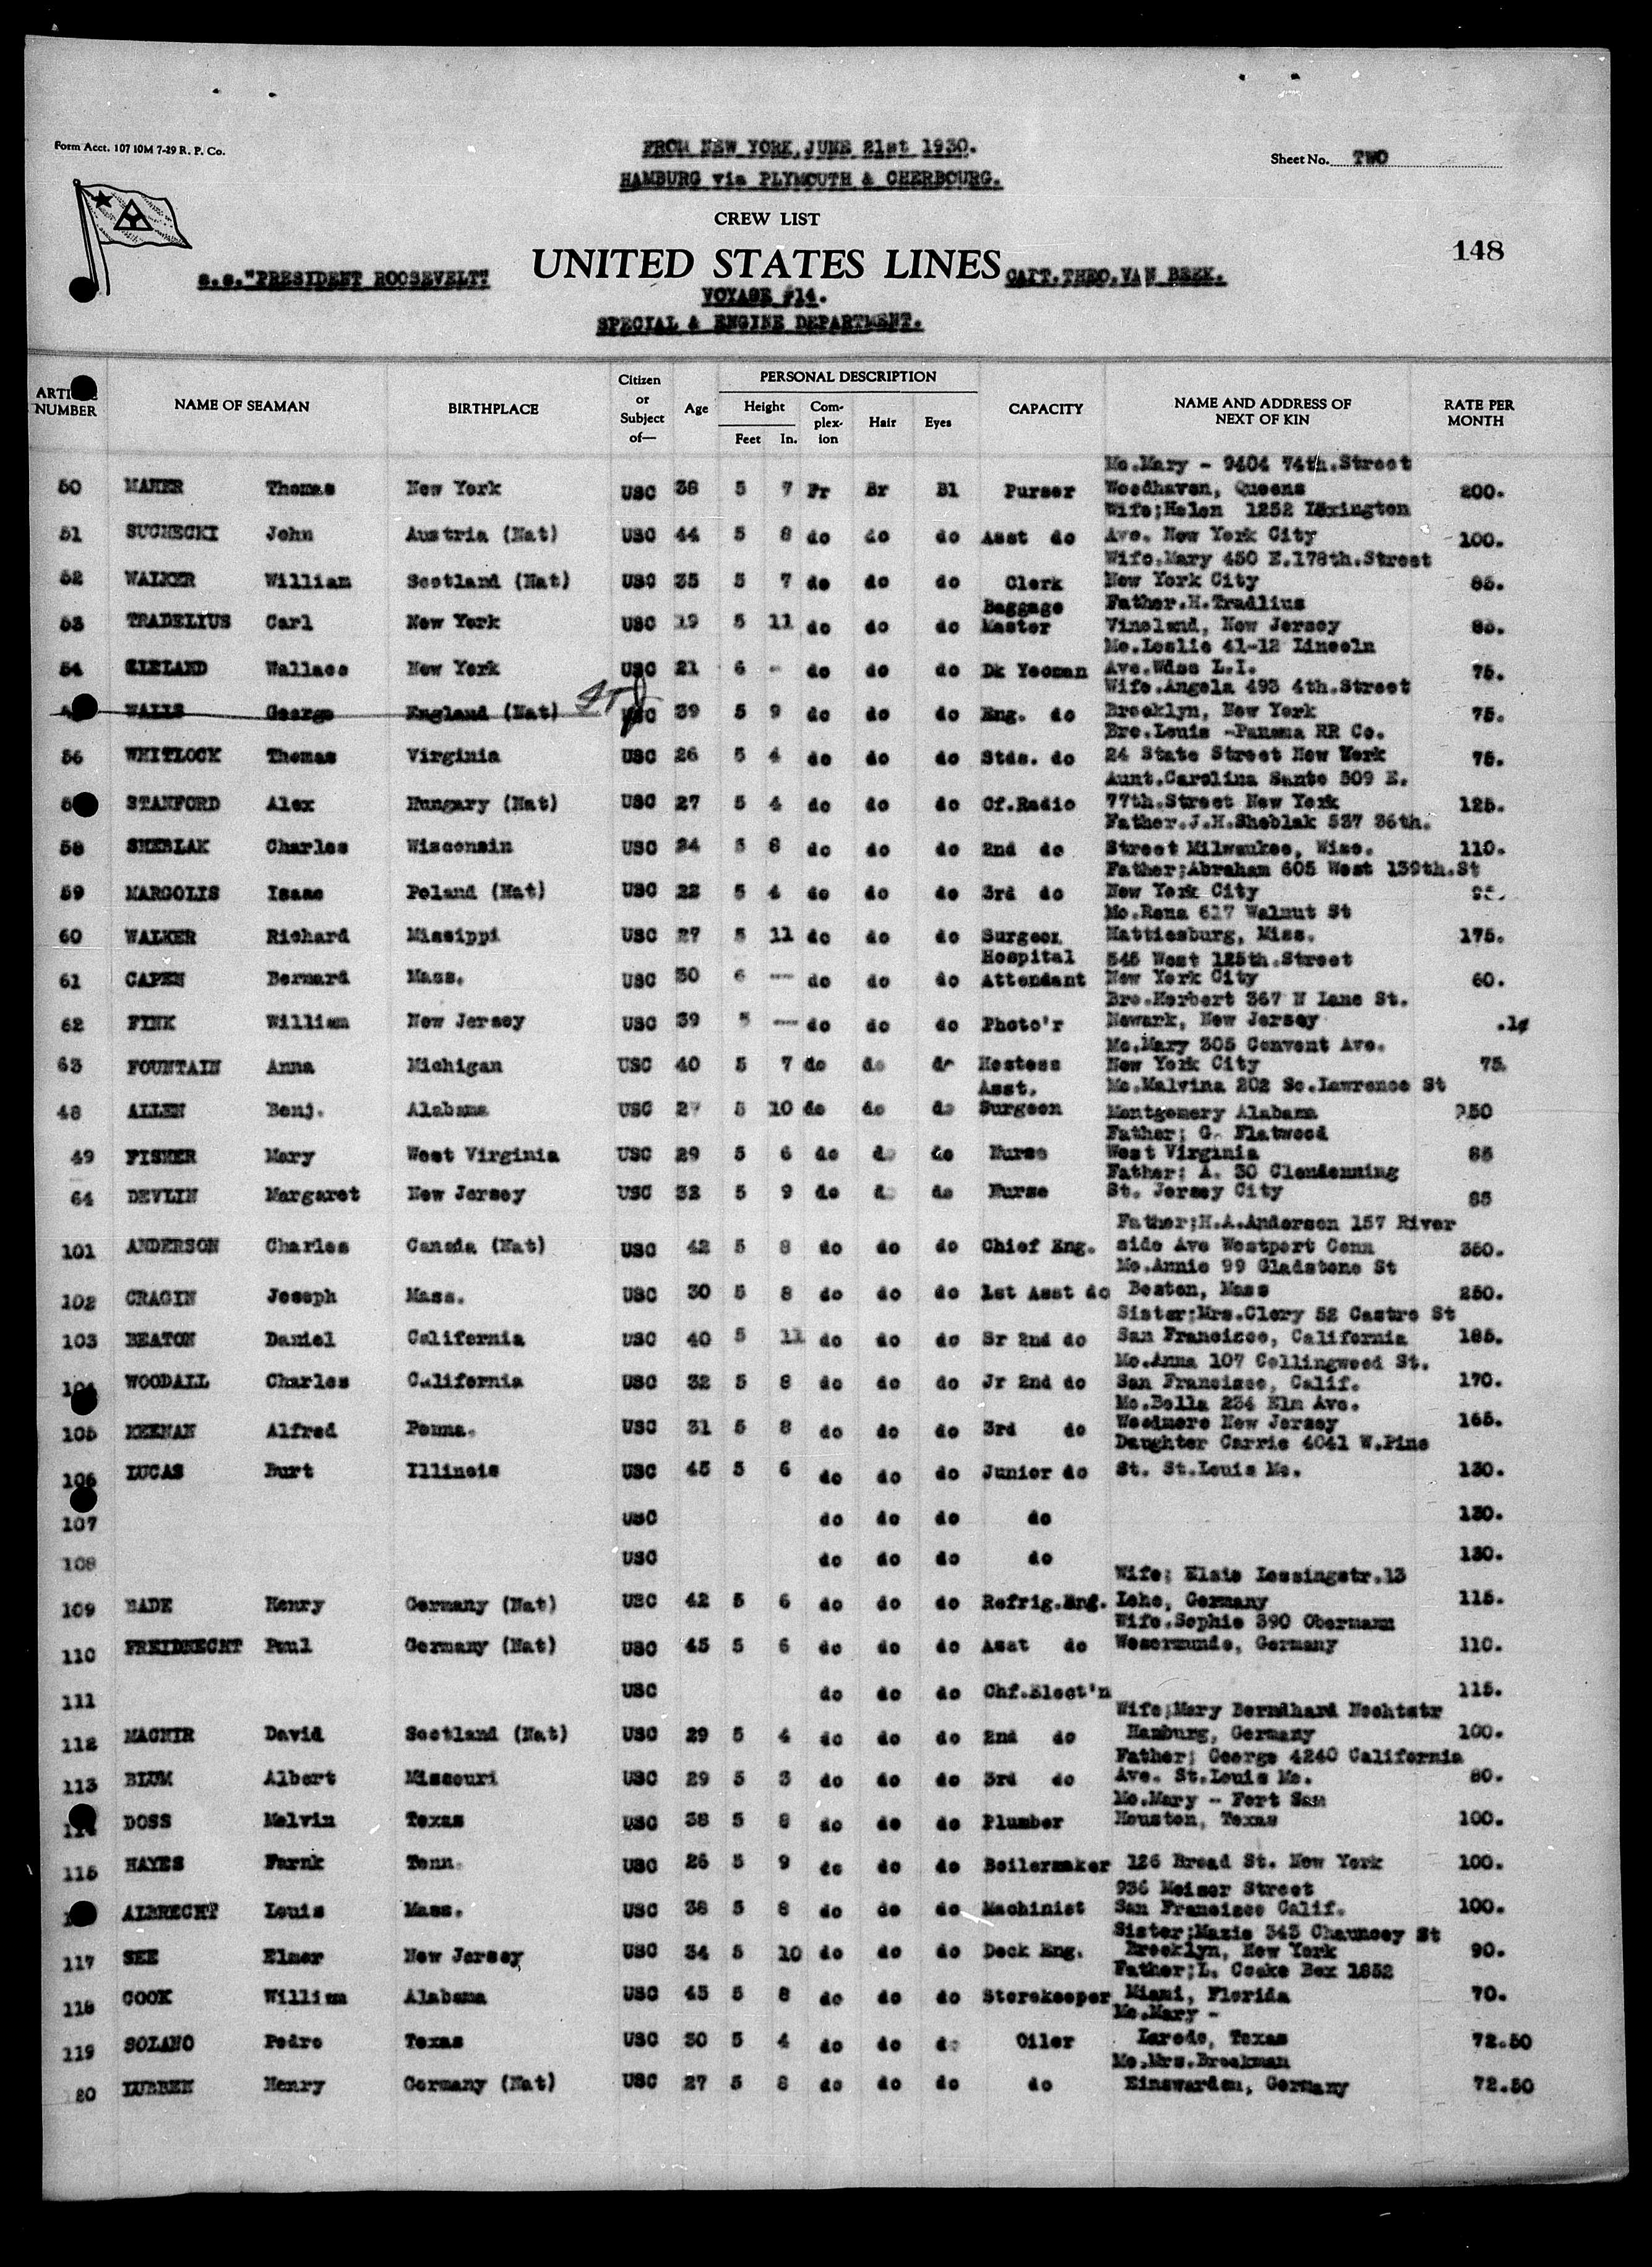 Form Acct. 107 10M 7-29 R. P. Co.
FROM NEW YORK, JUNE 21st 1930.
Sheet No. TWO
HAMBURG via PLYMOUTH & CHERBOURG.
CREW LIST
148
s.s."PRESIDENT ROOSEVELT" UNITED STATES LINES CAPT.THEO.VAN BEEK.
VOYAGE #14.
SPECIAL & ENGINE DEPARTMENT.
ARTICLE NUMBER NAME OF SEAMAN BIRTHPLACE Citizen or Subject of— Age PERSONAL DESCRIPTION Height Feet In. Complexion Hair Eyes CAPACITY NAME AND ADDRESS OF NEXT OF KIN RATE PER MONTH
Mo.Mary - 9404 74th.Street
50 MAHER Thomas New York USC 38 5 7 Fr Br Bl Purser Woodhaven, Queens 200.
Wife;Helen 1252 Lexington
51 SUCHECKI John Austria (Nat) USC 44 5 8 do do do Asst do Ave. New York City 100.
Wife.Mary 450 E.178th.Street
52 WALKER William Scotland (Nat) USC 35 5 7 do do do Clerk New York City 85.
Baggage Father.H.Tradlius
53 TRADELIUS Carl New York USC 19 5 11 do do do Master Vineland, New Jersey 85.
Mo.Leslie 41-12 Lincoln
54 ZIELAND Wallace New York USC 21 6 - do do do Dk Yeoman Ave.Wdse L.I. 75.
Wife.Angela 493 4th.Street
WALLS George England (Nat) USC 39 5 9 do do do Eng. do Brooklyn, New York 75.
Bro.Louis -Panama RR Co.
56 WHITLOCK Thomas Virginia USC 26 5 4 do do do Stds. do 24 State Street New York 75.
Aunt.Carolina Santo 509 E.
5 STANFORD Alex Hungary (Nat) USC 27 5 4 do do do Cf.Radio 77th.Street New York 125.
Father.J.H.Sheblak 537 36th.
58 SHEBLAK Charles Wisconsin USC 24 5 8 do do do 2nd do Street Milwaukee, Wisc. 110.
Father;Abraham 605 West 139th.St
59 MARGOLIS Isaac Poland (Nat) USC 22 5 4 do do do 3rd do New York City
Mo.Rena 617 Walnut St
60 WALKER Richard Missippi USC 27 5 11 do do do Surgeon Hattiesburg, Miss. 175.
Hospital 545 West 125th.Street
61 CAPEN Bernard Mass. USC 30 6 -- do do do Attendant New York City 60.
Bro.Herbert 367 N Lane St.
62 FINK William New Jersey USC 39 5 -- do do do Photo'r Newark, New Jersey .1¢
Mo.Mary 305 Convent Ave.
63 FOUNTAIN Anna Michigan USC 40 5 7 do do do Hostess New York City 75.
Asst. Mo.Malvina 202 So.Lawrence St
48 ALLEN Benj. Alabama USC 27 5 10 do do do Surgeon Montgomery Alabama 250
Father; G. Flatwood
49 FISHER Mary West Virginia USC 29 5 6 do do do Nurse West Virginia 85
Father; A. 30 Clendenning
64 DEVLIN Margaret New Jersey USC 32 5 9 do do do Nurse St. Jersey City 85
Father;H.A.Anderson 157 River
101 ANDERSON Charles Canada (Nat) USC 42 5 8 do do do Chief Eng. side Ave Westport Conn 350.
Mo.Annie 99 Gladstone St
102 CRAGIN Joseph Mass. USC 30 5 8 do do do 1st Asst do Boston, Mass 250.
Sister;Mrs.Clery 52 Castro St
103 BEATON Daniel California USC 40 5 11 do do do Sr 2nd do San Francisco, California 185.
Mo.Anna 107 Collingwood St.
104 WOODALL Charles California USC 32 5 8 do do do Jr 2nd do San Francisco, Calif. 170.
Mo.Bella 234 Elm Ave.
105 KEENAN Alfred Penna. USC 31 5 8 do do do 3rd do Woodmere New Jersey 165.
Daughter Carrie 4041 W.Pine
106 LUCAS Burt Illinois USC 45 5 6 do do do Junior do St. St.Louis Mo. 130.
107 USC do do do do 130.
108 USC do do do do 130.
Wife; Elsie Lessingstr.13
109 BADE Henry Germany (Nat) USC 42 5 6 do do do Refrig.Eng. Lehe, Germany 115.
Wife.Sophie 390 Obermann
110 FREIDNECHT Paul Germany (Nat) USC 45 5 6 do do do Asst do Wesermunde, Germany 110.
111 USC do do do Chf.Elect'n 115.
Wife;Mary Berndhard Nochtstr
112 MACNIR David Scotland (Nat) USC 29 5 4 do do do 2nd do Hamburg, Germany 100.
Father; George 4240 California
113 BLUM Albert Missouri USC 29 5 3 do do do 3rd do Ave. St.Louis Mo. 80.
Mo.Mary - Fort Sam
114 DOSS Melvin Texas USC 38 5 8 do do do Plumber Houston, Texas 100.
115 HAYES Farnk Tenn. USC 26 5 9 do do do Boilermaker 126 Broad St. New York 100.
936 Meiser Street
ALBRECHT Louis Mass. USC 38 5 8 do do do Machinist San Francisco Calif. 100.
Sister;Mazie 343 Chauncey St
117 SEE Elmer New Jersey USC 34 5 10 do do do Deck Eng. Brooklyn, New York 90.
Father;L. Cooke Box 1852
118 COOK William Alabama USC 45 5 8 do do do Storekeeper Miami, Florida 70.
Mo.Mary -
119 SOLANO Pedro Texas USC 30 5 4 do do do Oiler Laredo, Texas 72.50
Mo.Mrs.Brockman
120 LUBBEN Henry Germany (Nat) USC 27 5 8 do do do do Einswarden, Germany 72.50